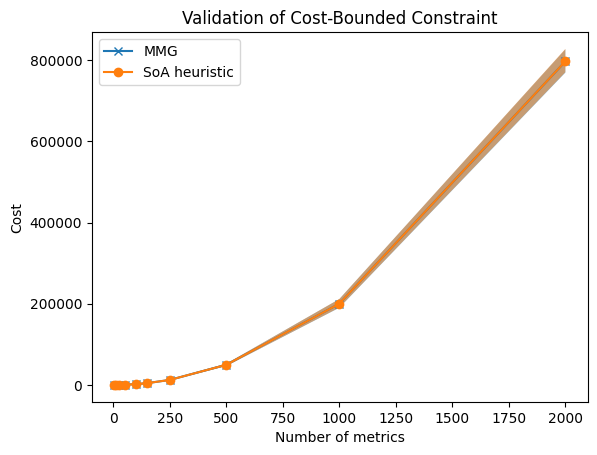 Validation of Cost-Bounded Constraint
MMG
SoA heuristic
800000
600000
400000
200000
0
Cost
0 250 500 750 1000 1250 1500 1750 2000
Number of metrics